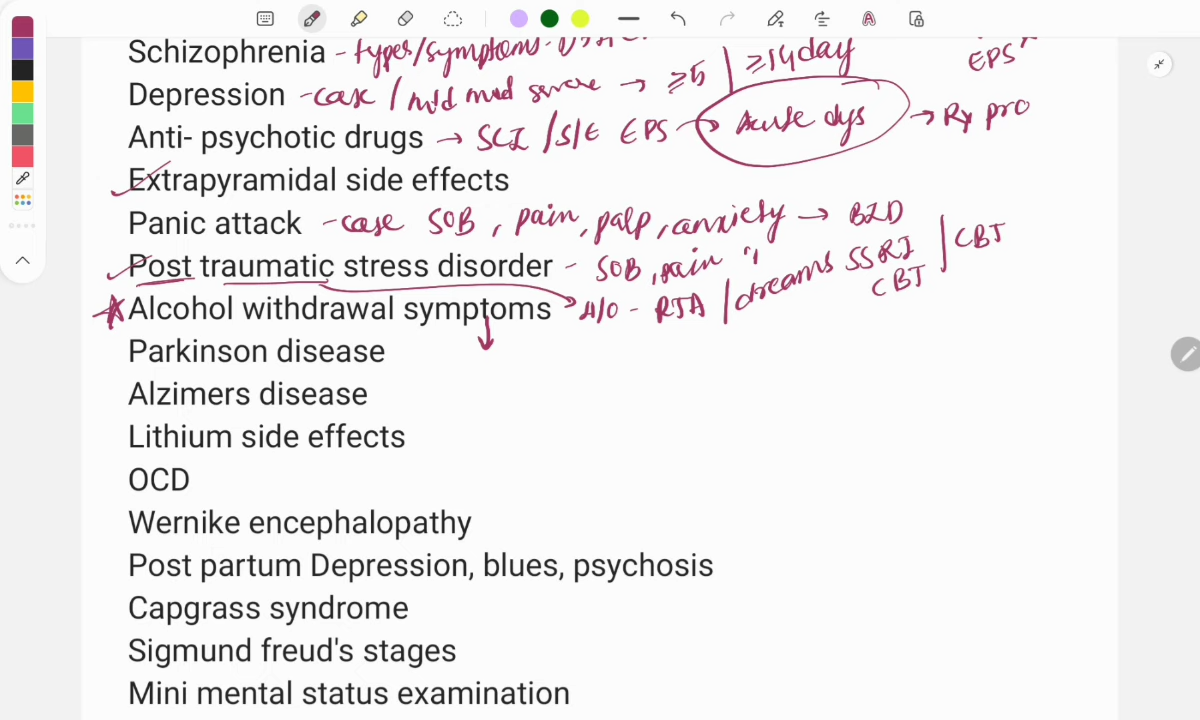 Schizophrenia - types/symptoms.
EPS
Depression - case / mild mod severe → ≥5 | ≥14day
Anti- psychotic drugs → SCZ /S/E EPS → Acute dys → Rx pro
Extrapyramidal side effects
Panic attack - case SOB, pain, palp, anxiety → BZD
Post traumatic stress disorder - SOB, pain " SSRI | CBT
CBT
Alcohol withdrawal symptoms H/O - RTA / dreams
Parkinson disease
Alzimers disease
Lithium side effects
OCD
Wernike encephalopathy
Post partum Depression, blues, psychosis
Capgrass syndrome
Sigmund freud's stages
Mini mental status examination